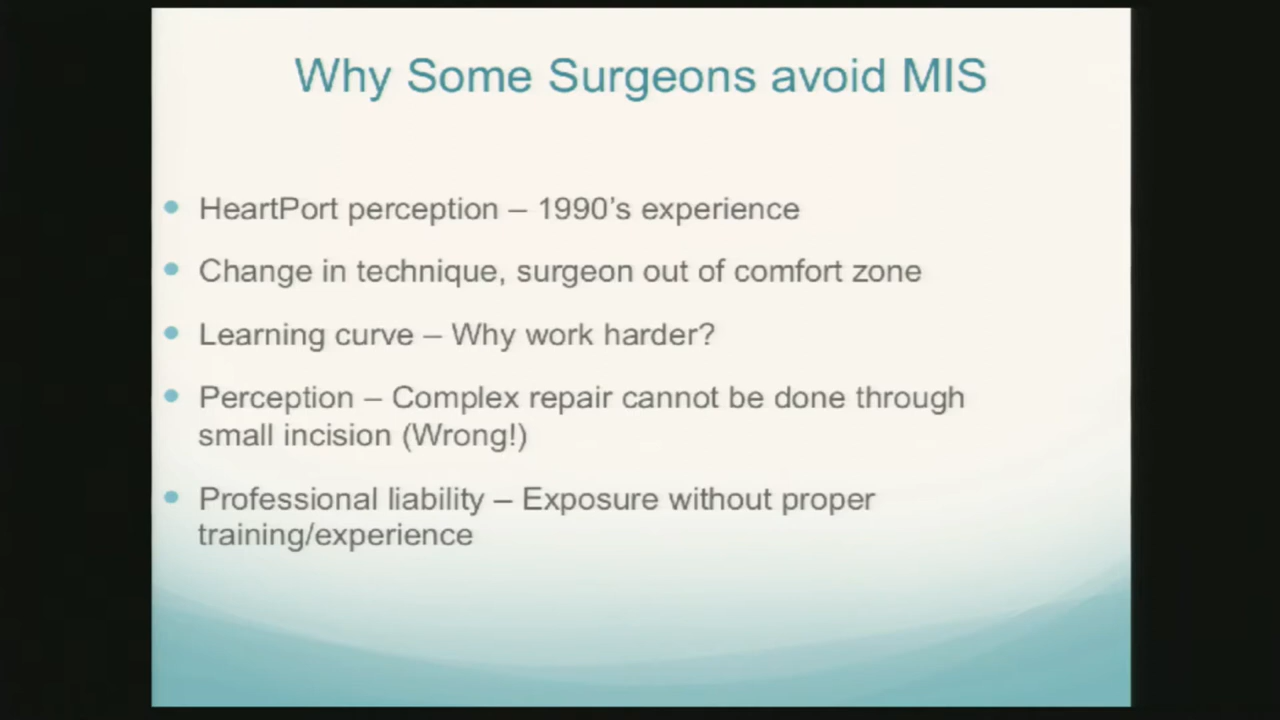 Why Some Surgeons avoid MIS
HeartPort perception – 1990's experience
Change in technique, surgeon out of comfort zone
Learning curve – Why work harder?
Perception – Complex repair cannot be done through
small incision (Wrong!)
Professional liability – Exposure without proper
training/experience